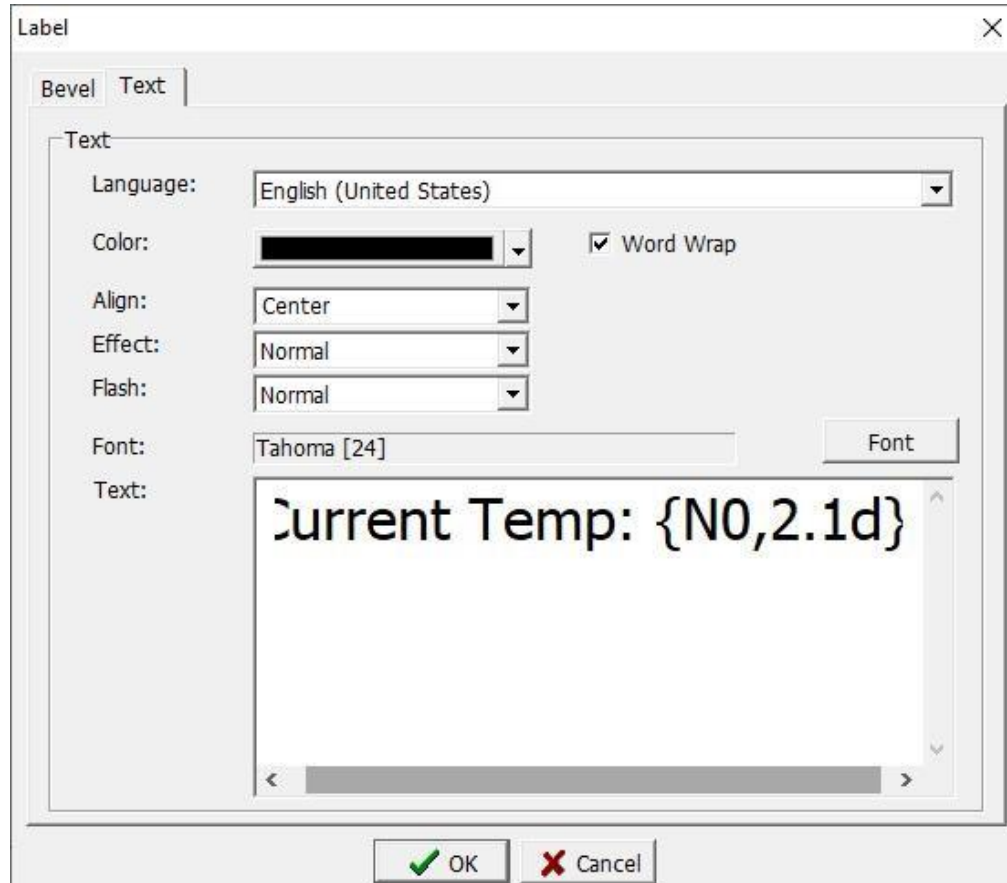 Label
Bevel Text
Text
Language: English (United States)
Color: Word Wrap
Align: Center
Effect: Normal
Flash: Normal
Font: Tahoma [24] Font
Text:
Current Temp: {N0,2.1d}
OK Cancel